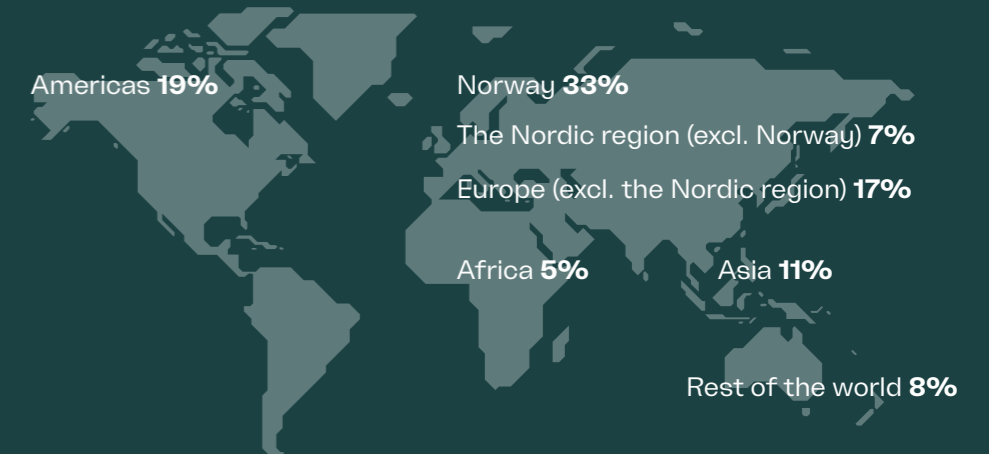 Americas 19%
Norway 33%
The Nordic region (excl. Norway) 7%
Europe (excl. the Nordic region) 17%
Africa 5%
Asia 11%
Rest of the world 8%